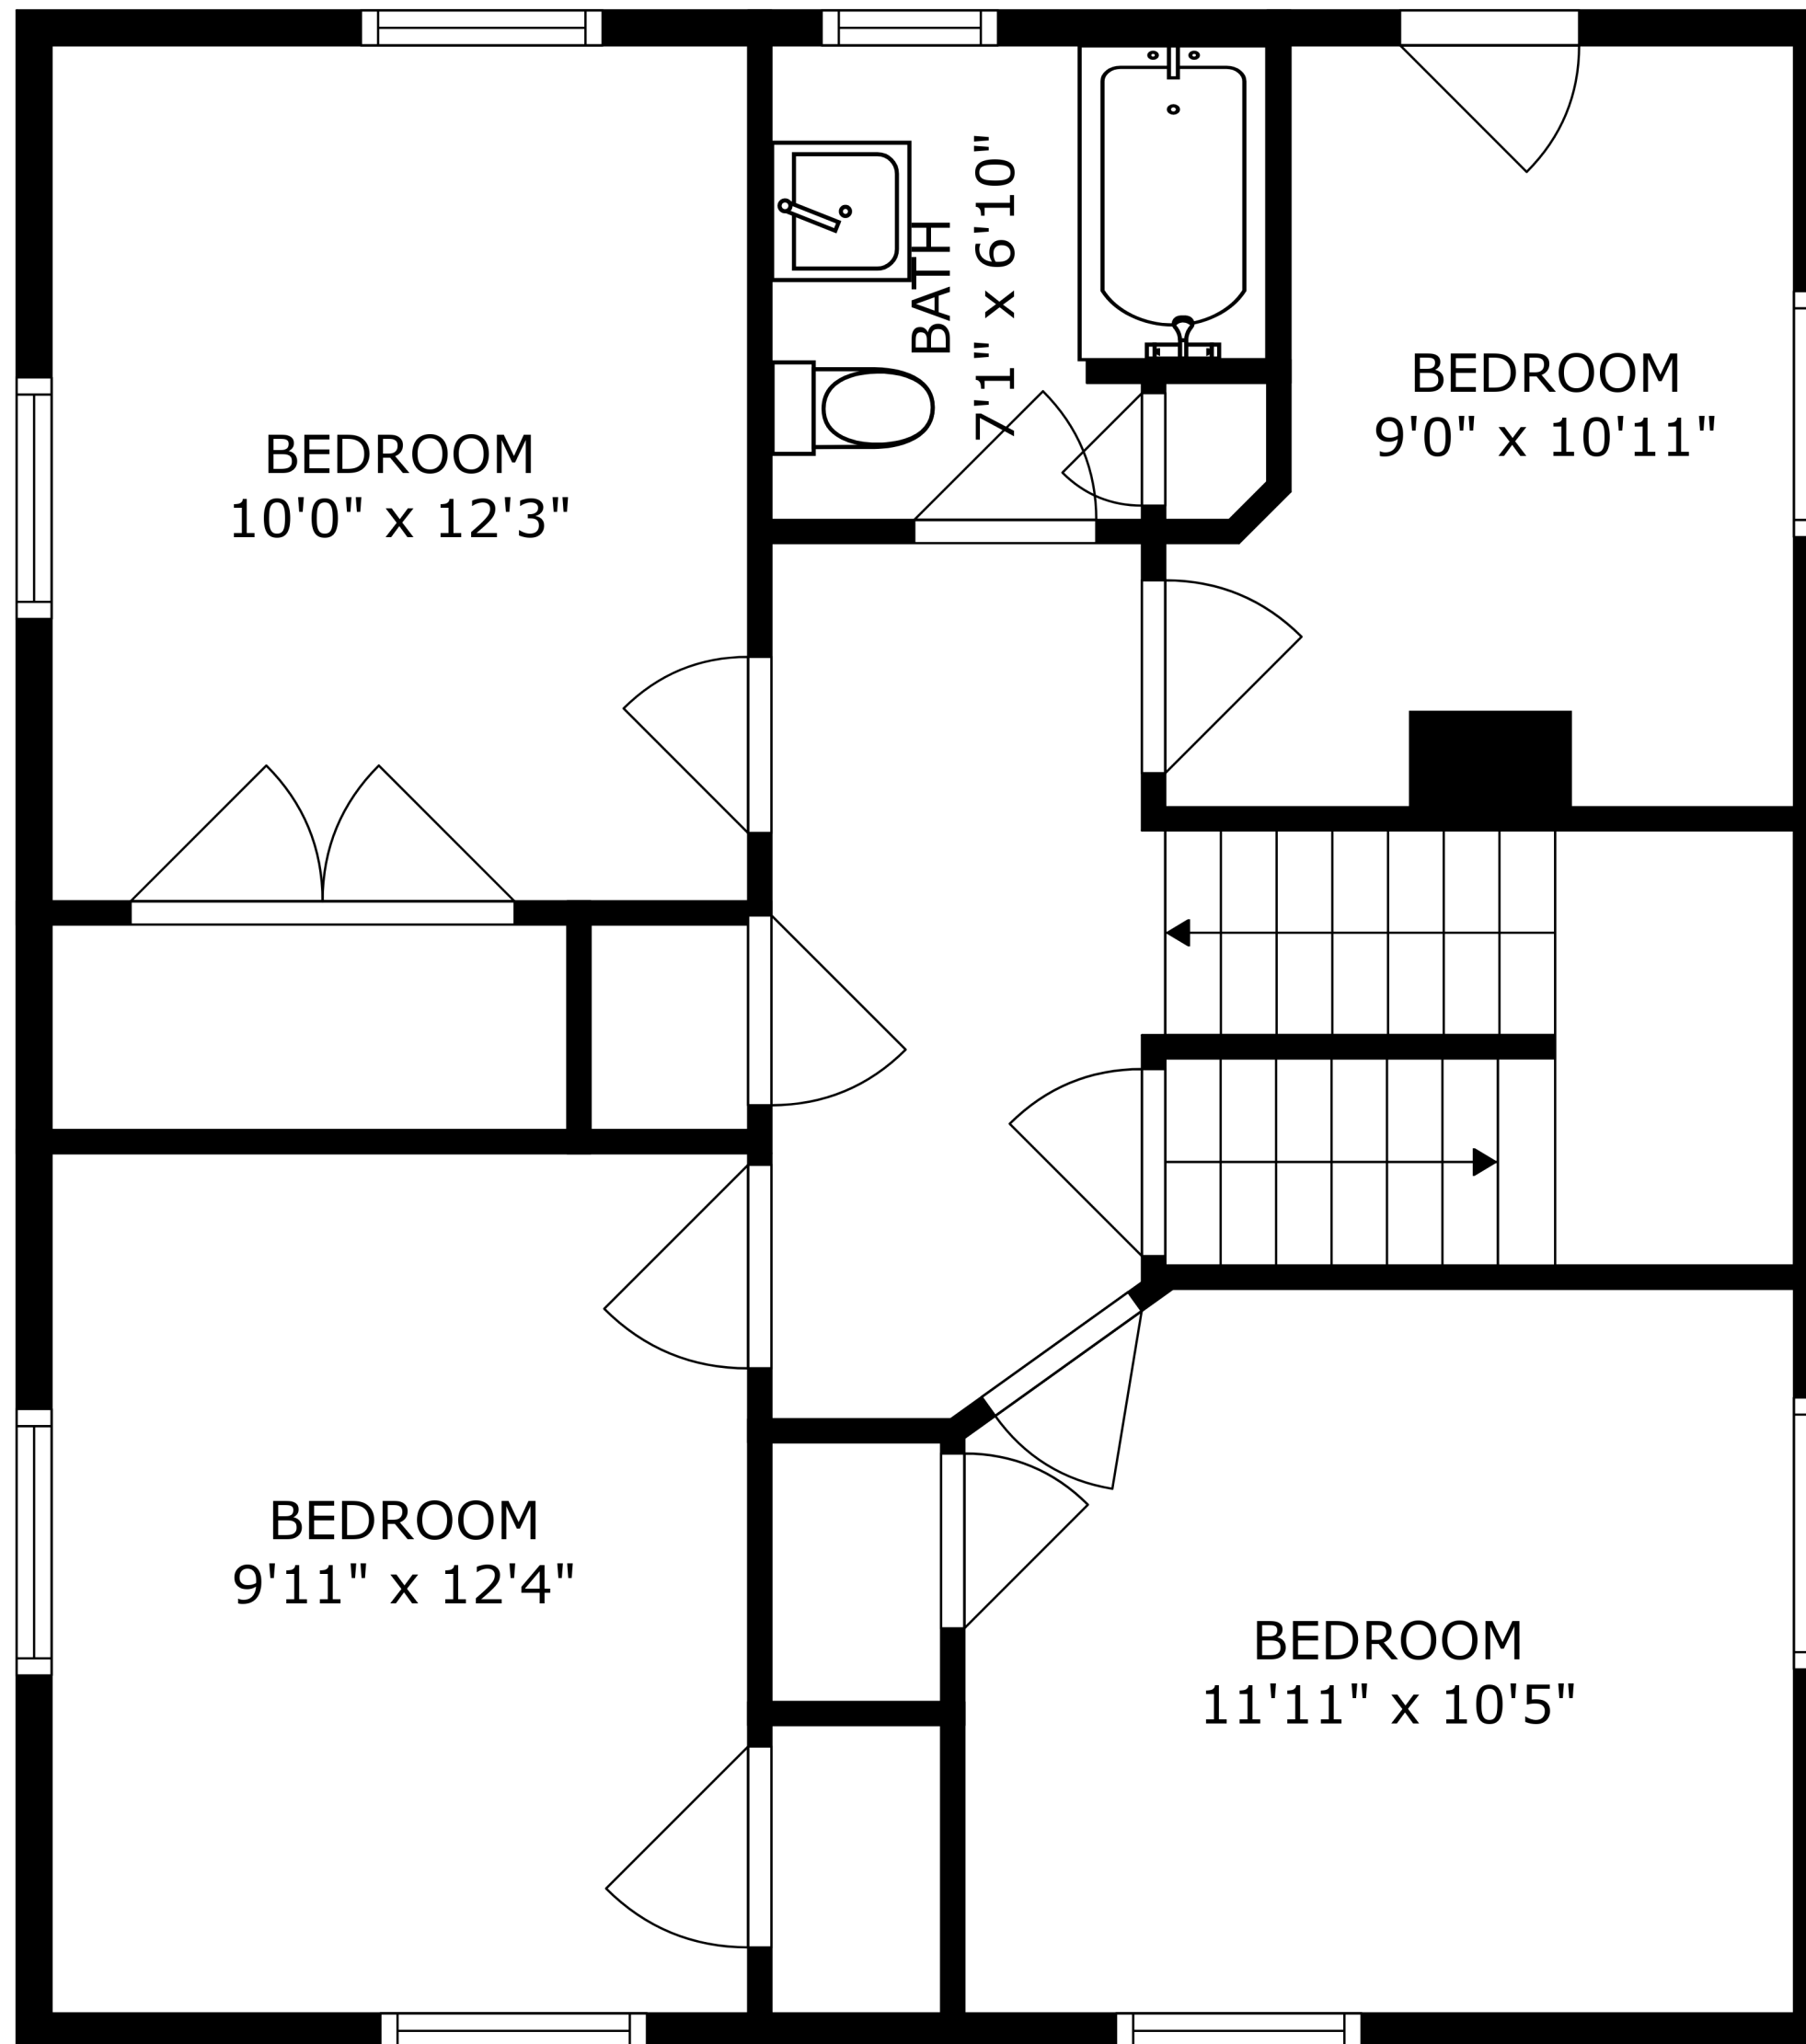 BEDROOM
10'0" x 12'3"
BATH
7'1" x 6'10"
BEDROOM
9'0" x 10'11"
BEDROOM
9'11" x 12'4"
BEDROOM
11'11" x 10'5"